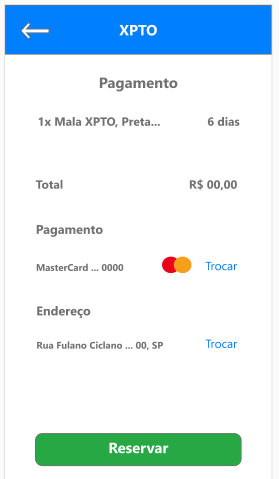 XPTO
Pagamento
1x Mala XPTO, Preta... 6 dias
Total R$ 00,00
Pagamento
MasterCard ... 0000 Trocar
Endereço
Rua Fulano Ciclano ... 00, SP Trocar
Reservar